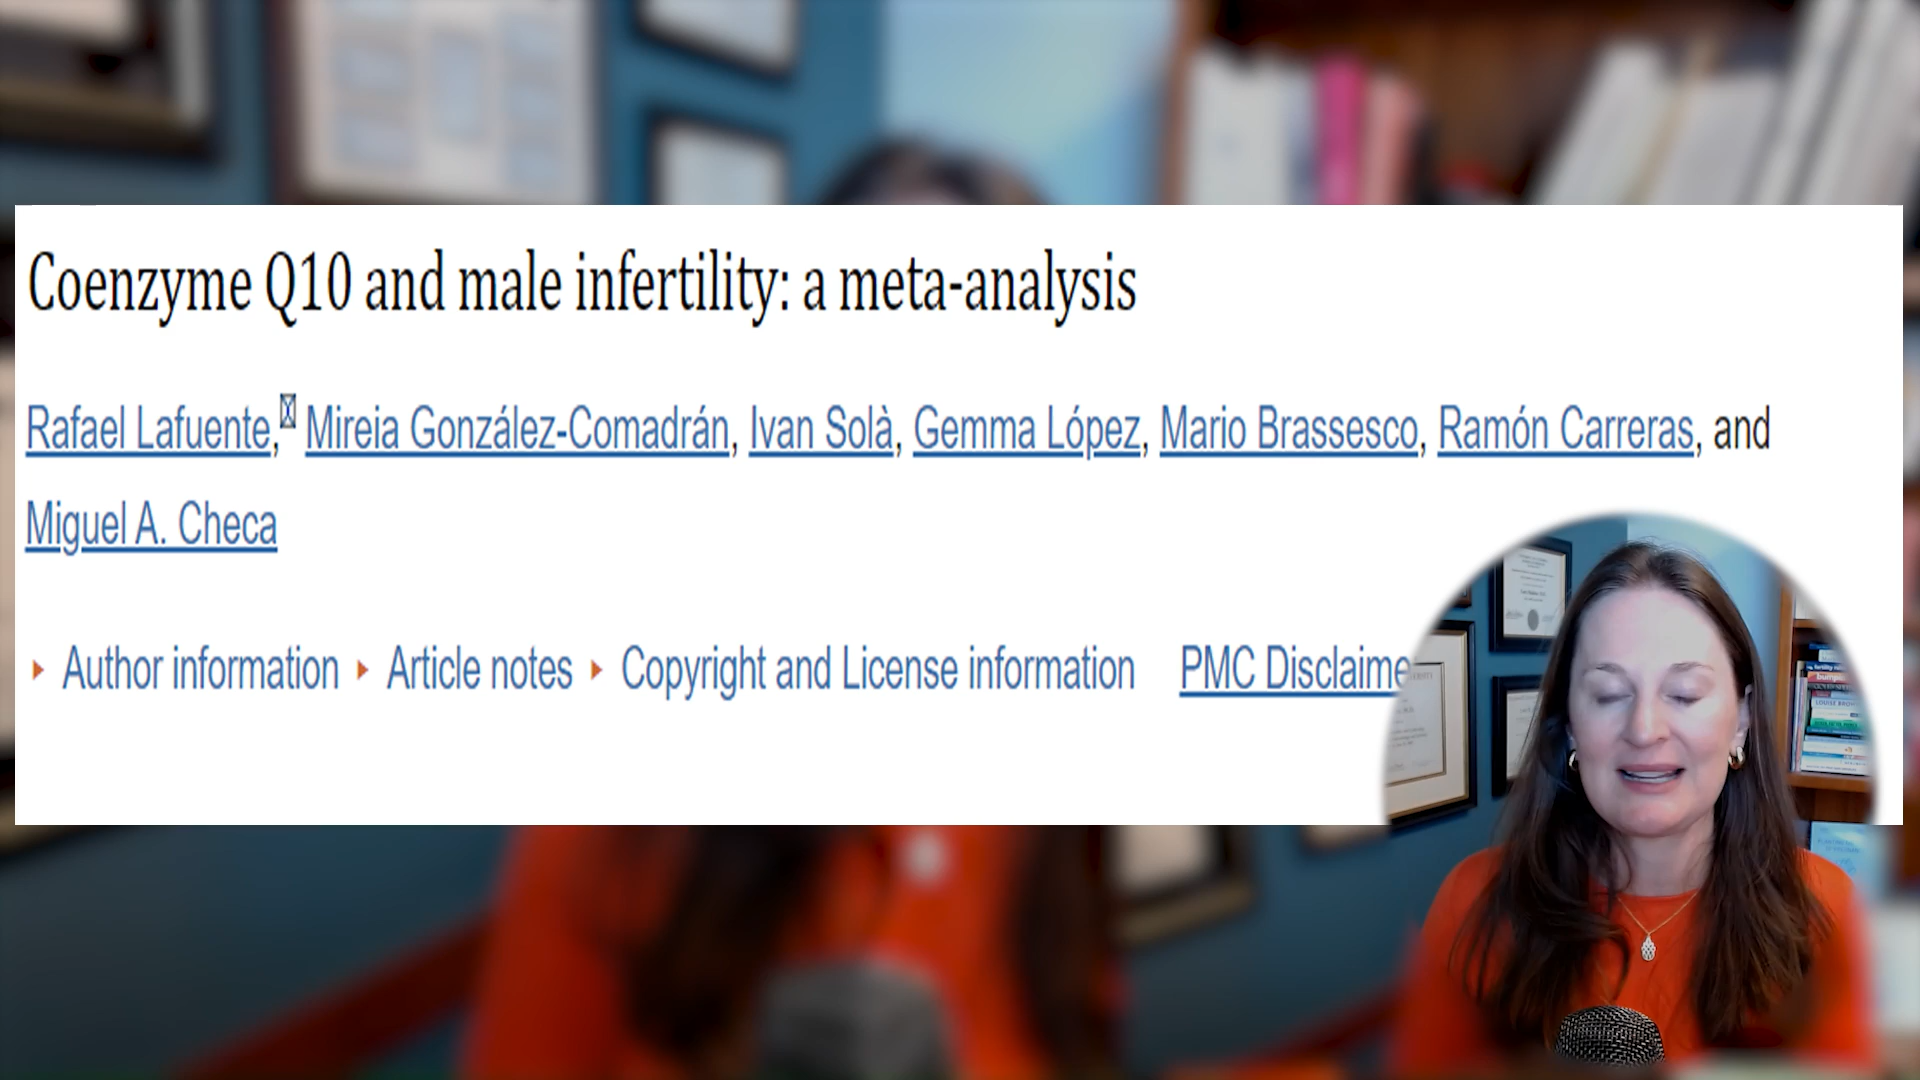 Coenzyme Q10 and male infertility: a meta-analysis
Rafael Lafuente, Mireia González-Comadrán, Ivan Solà, Gemma López, Mario Brassesco, Ramón Carreras, and
Miguel A. Checa
Author information Article notes Copyright and License information PMC Disclaime